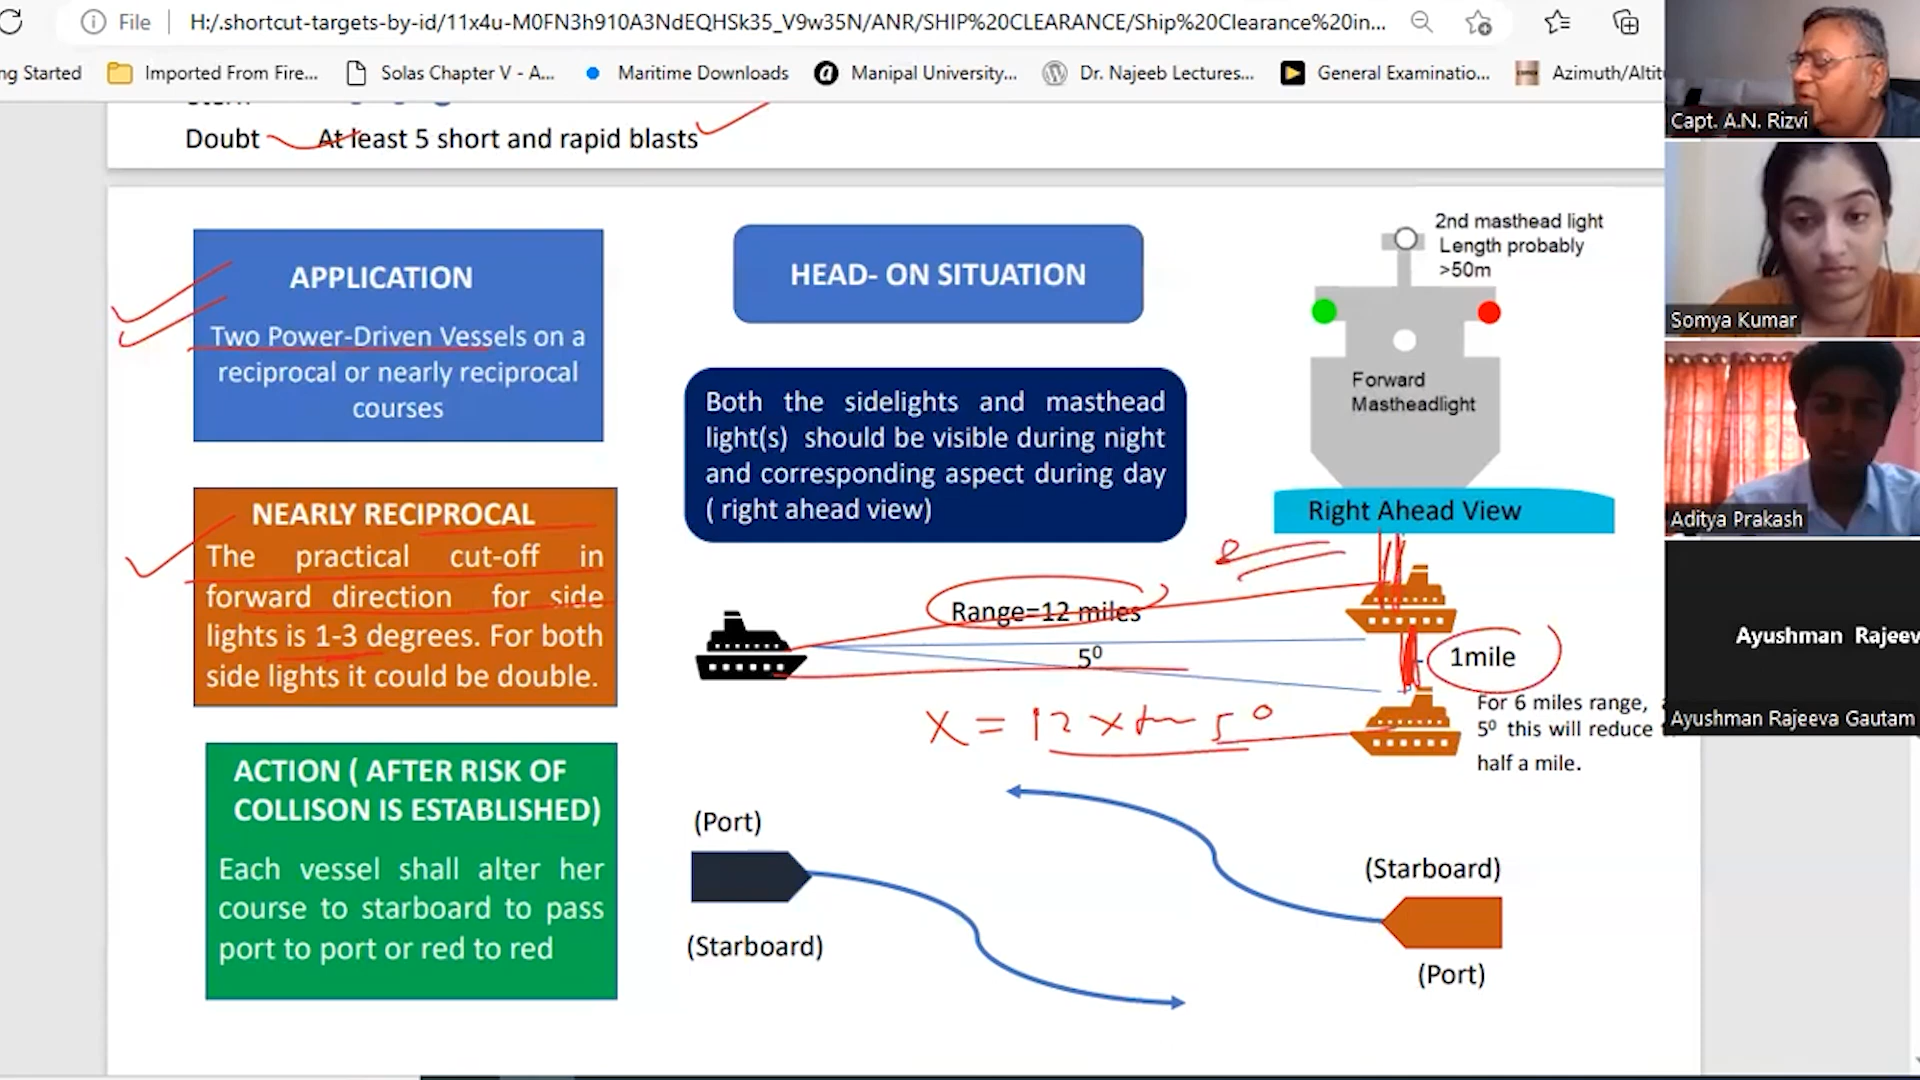 File
H:/.shortcut-targets-by-id/11x4u-M0FN3h910A3NdEQHSk35_V9w35N/ANR/SHIP%20CLEARANCE/Ship%20Clearance%20in...
ng Started
Imported From Fire...
Solas Chapter V - A...
Maritime Downloads
Manipal University...
Dr. Najeeb Lectures...
General Examinatio...
Azimuth/Altit
Doubt At least 5 short and rapid blasts
APPLICATION
Two Power-Driven Vessels on a
reciprocal or nearly reciprocal
courses
HEAD- ON SITUATION
2nd masthead light
Length probably
>50m
Forward
Mastheadlight
Right Ahead View
Both the sidelights and masthead
light(s) should be visible during night
and corresponding aspect during day
( right ahead view)
NEARLY RECIPROCAL
The practical cut-off in
forward direction for side
lights is 1-3 degrees. For both
side lights it could be double.
Range=12 miles
5⁰
1mile
X = 12 x tan 5⁰
For 6 miles range,
5⁰ this will reduce
half a mile.
ACTION ( AFTER RISK OF
COLLISON IS ESTABLISHED)
Each vessel shall alter her
course to starboard to pass
port to port or red to red
(Port)
(Starboard)
(Starboard)
(Port)
Capt. A.N. Rizvi
Somya Kumar
Aditya Prakash
Ayushman Rajeev
Ayushman Rajeeva Gautam